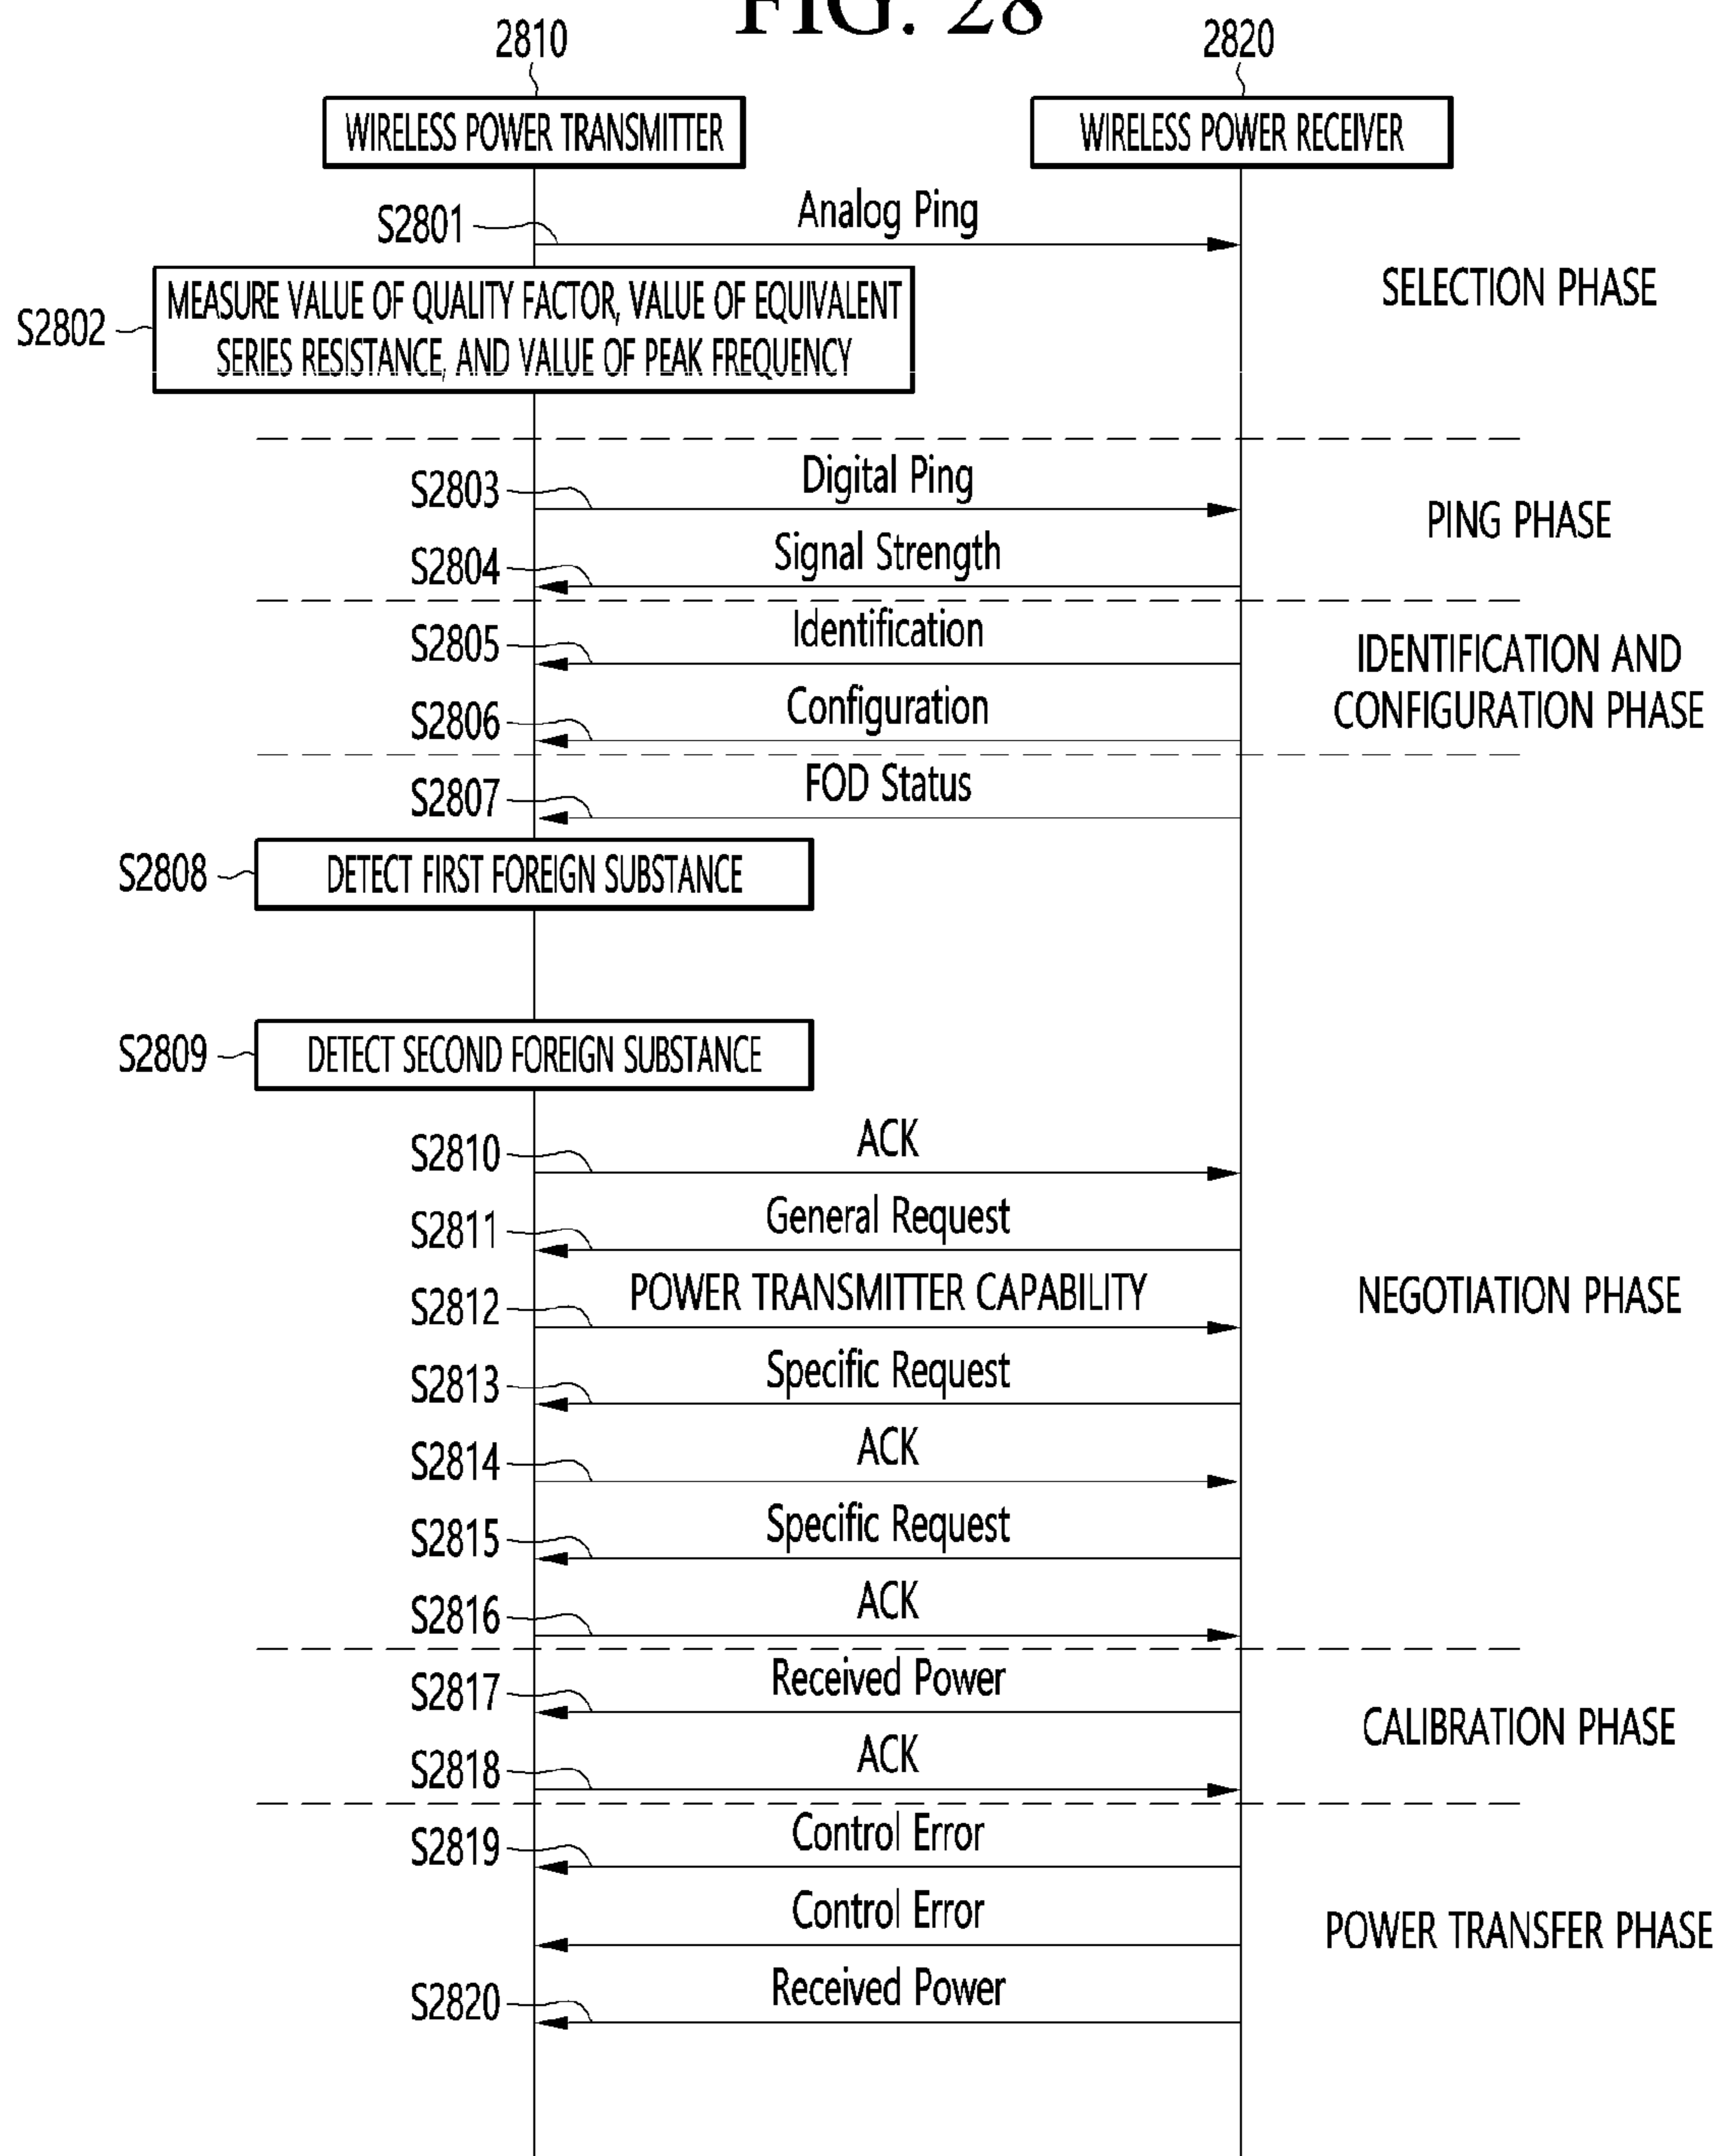 FIG. 28
2810
2820
WIRELESS POWER TRANSMITTER
WIRELESS POWER RECEIVER
S2801
Analog Ping
SELECTION PHASE
S2802
MEASURE VALUE OF QUALITY FACTOR, VALUE OF EQUIVALENT
SERIES RESISTANCE, AND VALUE OF PEAK FREQUENCY
S2803
Digital Ping
PING PHASE
S2804
Signal Strength
S2805
Identification
IDENTIFICATION AND
CONFIGURATION PHASE
S2806
Configuration
S2807
FOD Status
S2808
DETECT FIRST FOREIGN SUBSTANCE
S2809
DETECT SECOND FOREIGN SUBSTANCE
S2810
ACK
S2811
General Request
S2812
POWER TRANSMITTER CAPABILITY
NEGOTIATION PHASE
S2813
Specific Request
S2814
ACK
S2815
Specific Request
S2816
ACK
S2817
Received Power
CALIBRATION PHASE
S2818
ACK
S2819
Control Error
Control Error
POWER TRANSFER PHASE
S2820
Received Power